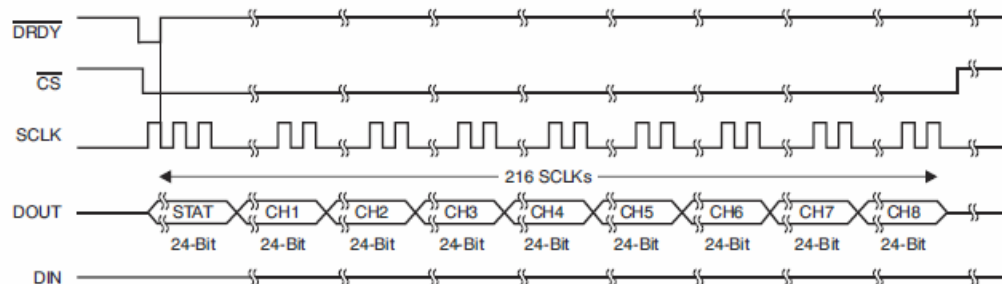 DRDY
CS
SCLK
216 SCLKs
DOUT STAT CH1 CH2 CH3 CH4 CH5 CH6 CH7 CH8
24-Bit 24-Bit 24-Bit 24-Bit 24-Bit 24-Bit 24-Bit 24-Bit 24-Bit
DIN